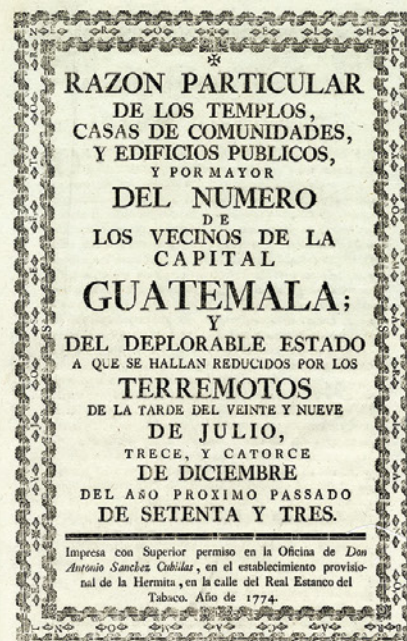 RAZON PARTICULAR
DE LOS TEMPLOS,
CASAS DE COMUNIDADES,
Y EDIFICIOS PUBLICOS,
Y POR MAYOR
DEL NUMERO
DE
LOS VECINOS DE LA
CAPITAL
GUATEMALA;
Y
DEL DEPLORABLE ESTADO
A QUE SE HALLAN REDUCIDOS POR LOS
TERREMOTOS
DE LA TARDE DEL VEINTE Y NUEVE
DE JULIO,
TRECE, Y CATORCE
DE DICIEMBRE
DEL AÑO PROXIMO PASSADO
DE SETENTA Y TRES.
Impresa con Superior permiso en la Oficina de Don
Antonio Sanchez Cubillas, en el establecimiento provisio-
nal de la Hermita, en la calle del Real Estanco del
Tabaco. Año de 1774.